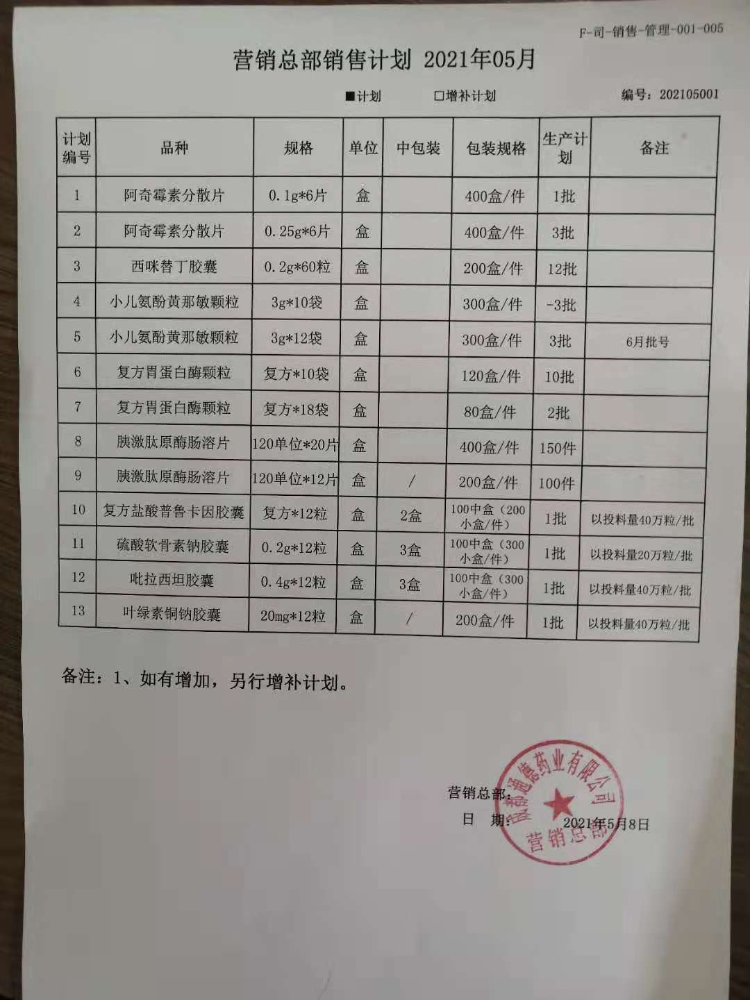 F-司-销售-管理-001-005
营销总部销售计划 2021年05月
■计划 □增补计划 编号：202105001
计划编号 品种 规格 单位 中包装 包装规格 生产计划 备注
1 阿奇霉素分散片 0.1g*6片 盒 400盒/件 1批
2 阿奇霉素分散片 0.25g*6片 盒 400盒/件 3批
3 西咪替丁胶囊 0.2g*60粒 盒 200盒/件 12批
4 小儿氨酚黄那敏颗粒 3g*10袋 盒 300盒/件 -3批
5 小儿氨酚黄那敏颗粒 3g*12袋 盒 300盒/件 3批 6月批号
6 复方胃蛋白酶颗粒 复方*10袋 盒 120盒/件 10批
7 复方胃蛋白酶颗粒 复方*18袋 盒 80盒/件 2批
8 胰激肽原酶肠溶片 120单位*20片 盒 400盒/件 150件
9 胰激肽原酶肠溶片 120单位*12片 盒 / 200盒/件 100件
10 复方盐酸普鲁卡因胶囊 复方*12粒 盒 2盒 100中盒（200小盒/件） 1批 以投料量40万粒/批
11 硫酸软骨素钠胶囊 0.2g*12粒 盒 3盒 100中盒（300小盒/件） 1批 以投料量20万粒/批
12 吡拉西坦胶囊 0.4g*12粒 盒 3盒 100中盒（300小盒/件） 1批 以投料量40万粒/批
13 叶绿素铜钠胶囊 20mg*12粒 盒 / 200盒/件 1批 以投料量40万粒/批
备注：1、如有增加，另行增补计划。
成都通德药业有限公司
营销总部：
日 期： 2021年5月8日
营销总部